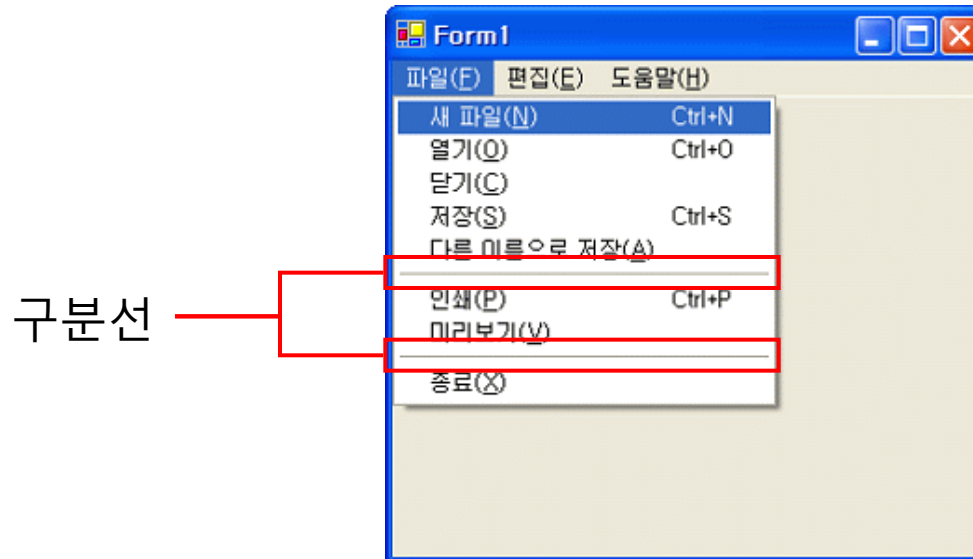 Form1
파일(F) 편집(E) 도움말(H)
새 파일(N) Ctrl+N
열기(O) Ctrl+O
닫기(C)
저장(S) Ctrl+S
다른 이름으로 저장(A)
구분선
인쇄(P) Ctrl+P
미리보기(V)
종료(X)